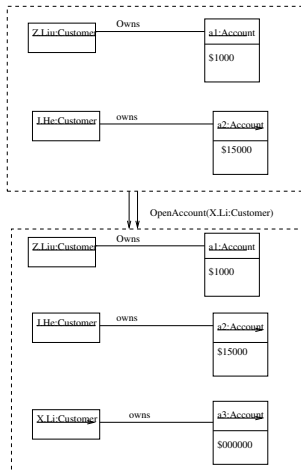 Owns
Z.Liu:Customer a1:Account
$1000
owns
J.He:Customer a2:Account
$15000
OpenAccount(X.Li:Customer)
Owns
Z.Liu:Customer a1:Account
$1000
owns
J.He:Customer a2:Account
$15000
owns
X.Li:Customer a3:Account
$000000